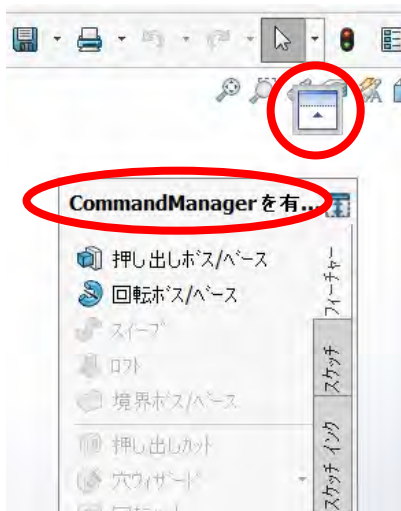 CommandManagerを有...
押し出しボス/ベース
回転ボス/ベース
スイープ
ロフト
境界ボス/ベース
押し出しカット
穴ウィザード
フィーチャー
スケッチ
スケッチ インク